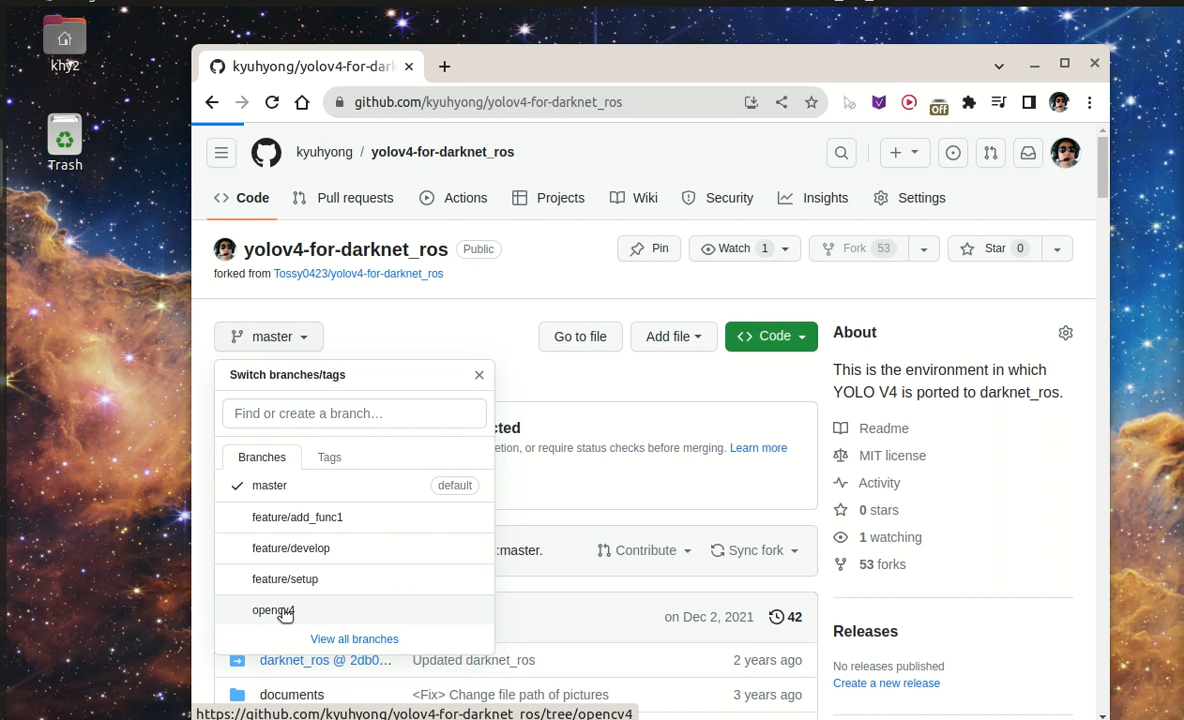 khy2
Trash
kyuhyong/yolov4-for-dark
github.com/kyuhyong/yolov4-for-darknet_ros
Off
kyuhyong / yolov4-for-darknet_ros
Code Pull requests Actions Projects Wiki Security Insights Settings
yolov4-for-darknet_ros Public
Pin Watch 1 Fork 53 Star 0
forked from Tossy0423/yolov4-for-darknet_ros
master Go to file Add file Code
Switch branches/tags
Find or create a branch…
Branches Tags
master default
feature/add_func1
feature/develop
feature/setup
opencv4
View all branches
cted
etion, or require status checks before merging. Learn more
:master. Contribute Sync fork
on Dec 2, 2021 42
darknet_ros @ 2db0… Updated darknet_ros 2 years ago
documents <Fix> Change file path of pictures 3 years ago
About
This is the environment in which
YOLO V4 is ported to darknet_ros.
Readme
MIT license
Activity
0 stars
1 watching
53 forks
Releases
No releases published
Create a new release
https://github.com/kyuhyong/yolov4-for-darknet_ros/tree/opencv4